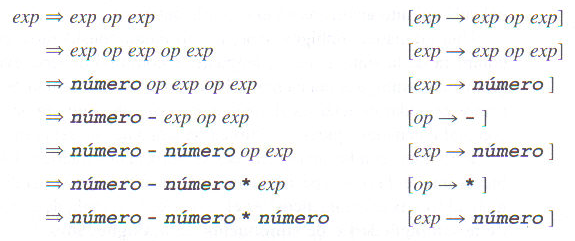 exp ⇒ exp op exp [exp → exp op exp]
⇒ exp op exp op exp [exp → exp op exp]
⇒ número op exp op exp [exp → número ]
⇒ número - exp op exp [op → - ]
⇒ número - número op exp [exp → número ]
⇒ número - número * exp [op → * ]
⇒ número - número * número [exp → número ]